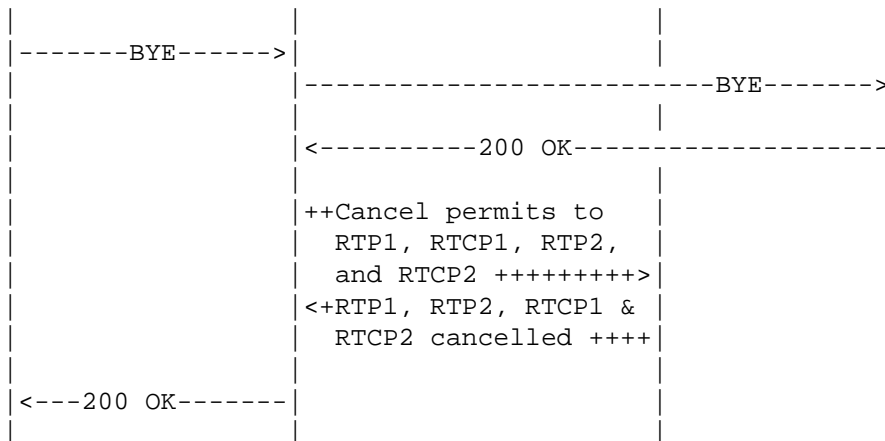 |                 |                      |
|-------BYE------>|                      |
|                 |--------------------------BYE------->
|                 |                      |
|                 |<----------200 OK--------------------
|                 |                      |
|                 |++Cancel permits to   |
|                 |  RTP1, RTCP1, RTP2,  |
|                 |  and RTCP2 +++++++++>|
|                 |<+RTP1, RTP2, RTCP1 & |
|                 |  RTCP2 cancelled ++++|
|                 |                      |
|<---200 OK-------|                      |
|                 |                      |